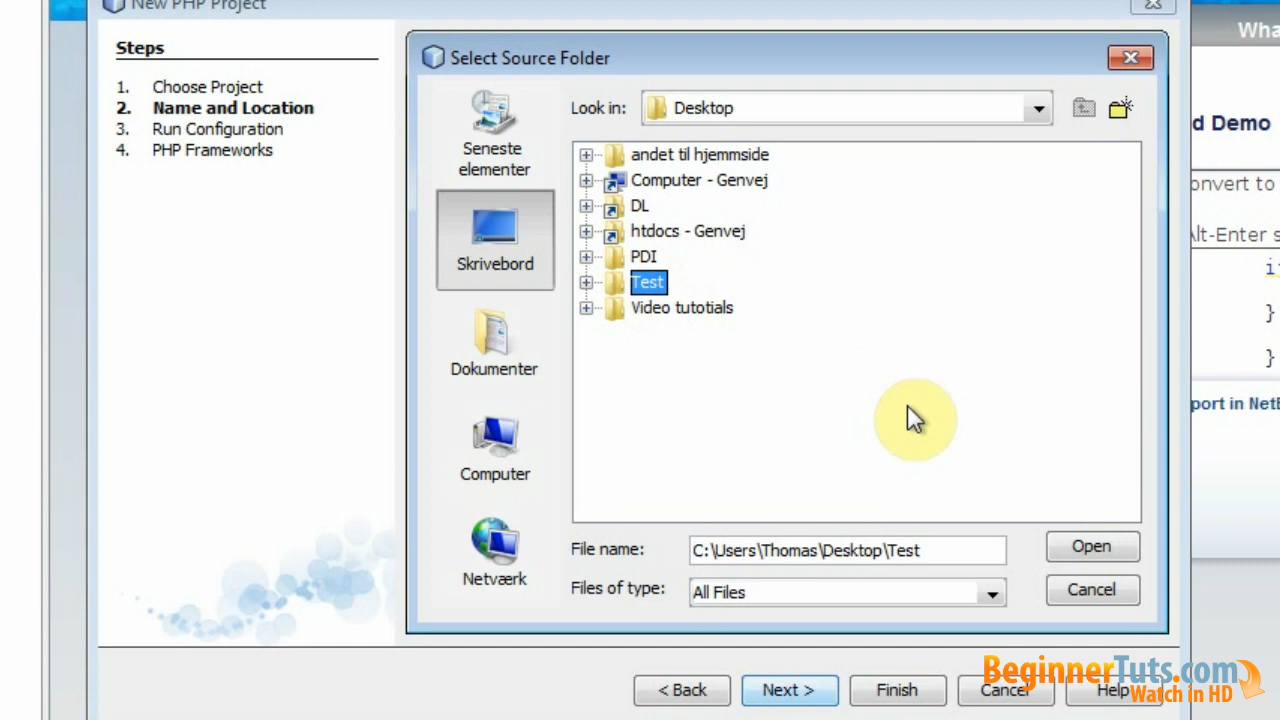 New PHP Project
Steps
1. Choose Project
2. Name and Location
3. Run Configuration
4. PHP Frameworks
Select Source Folder
Look in: Desktop
Seneste
elementer
Skrivebord
Dokumenter
Computer
Netværk
andet til hjemmside
Computer - Genvej
DL
htdocs - Genvej
PDI
Test
Video tutotials
File name: C:\Users\Thomas\Desktop\Test
Open
Files of type: All Files
Cancel
< Back
Next >
Finish
Cancel
Help
d Demo
onvert to
Alt-Enter s
}
}
port in Net
BeginnerTuts.com
Watch in HD